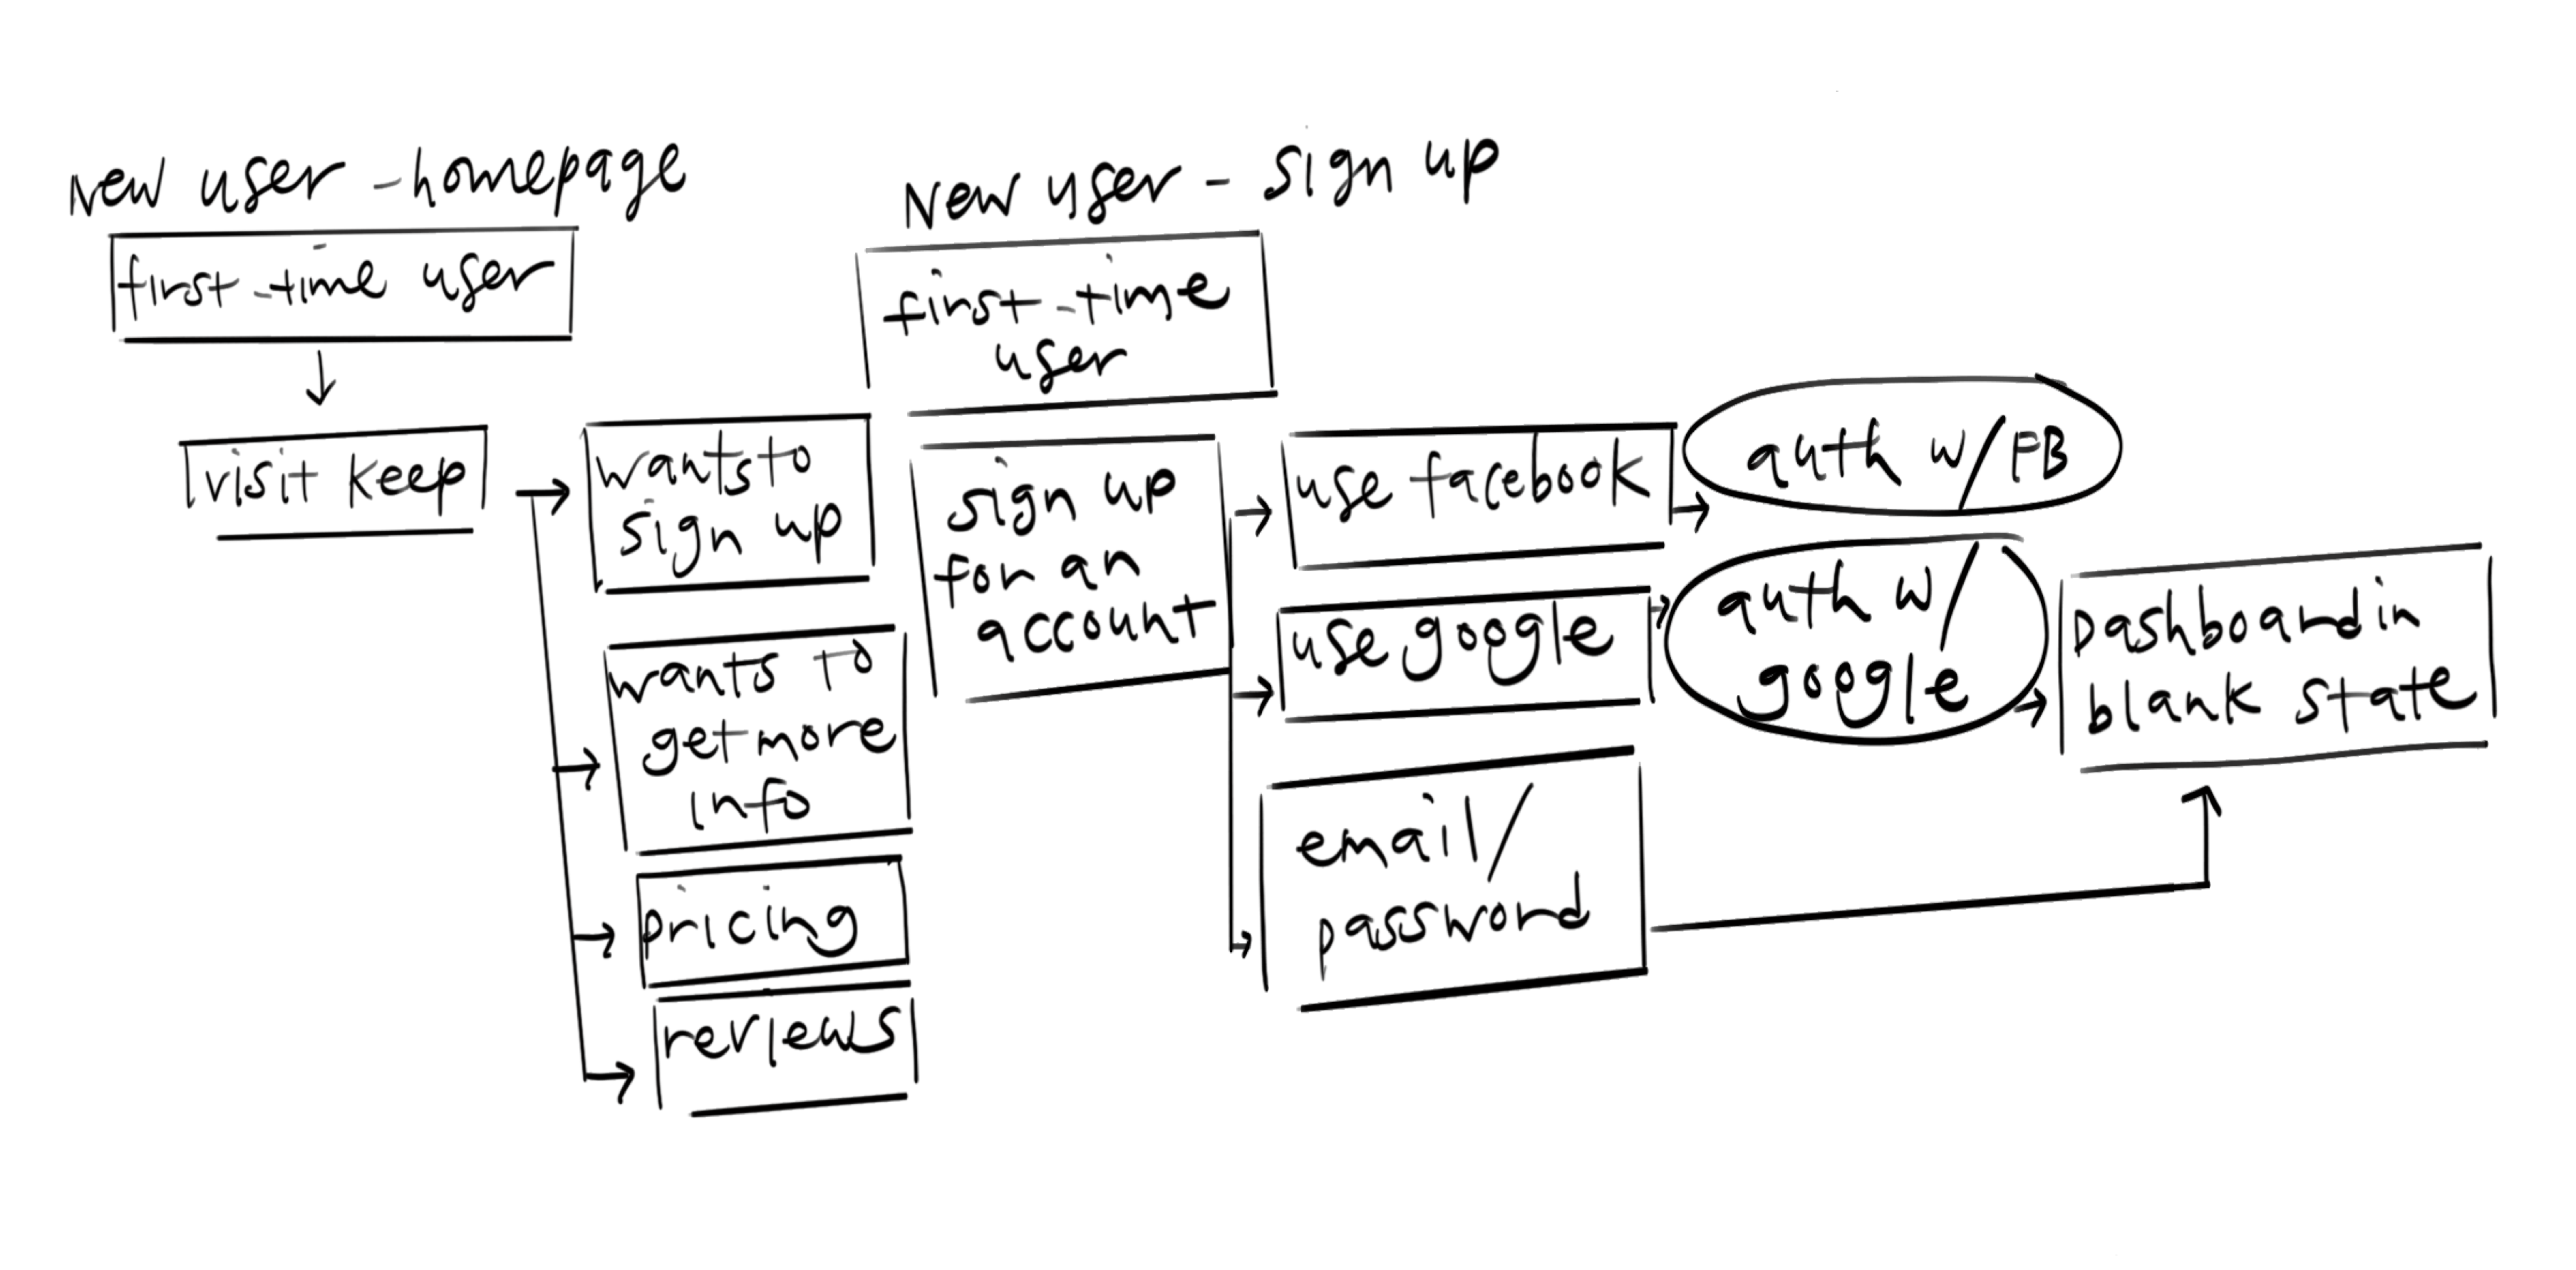 New user - homepage
first-time user
visit keep
wants to
sign up
wants to
get more
info
pricing
reviews
New user - sign up
first-time
user
sign up
for an
account
use facebook
auth w/FB
use google
auth w/
google
email/
password
Dashboard in
blank state